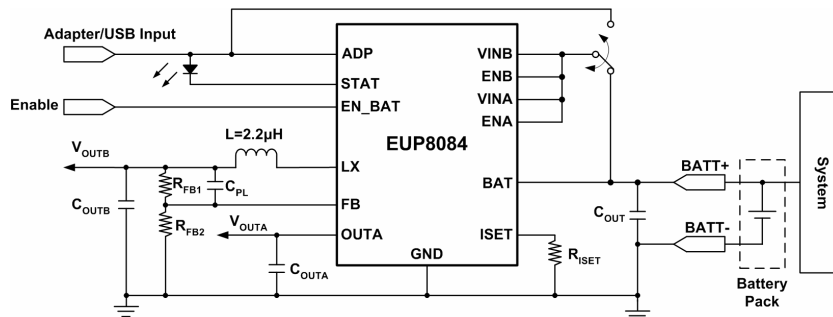 Adapter/USB Input
ADP
STAT
Enable
EN_BAT
L=2.2µH
LX
VOUTB
RFB1
CPL
COUTB
FB
RFB2
VOUTA
OUTA
COUTA
EUP8084
GND
VINB
ENB
VINA
ENA
BAT
ISET
RISET
COUT
BATT+
BATT-
Battery
Pack
System